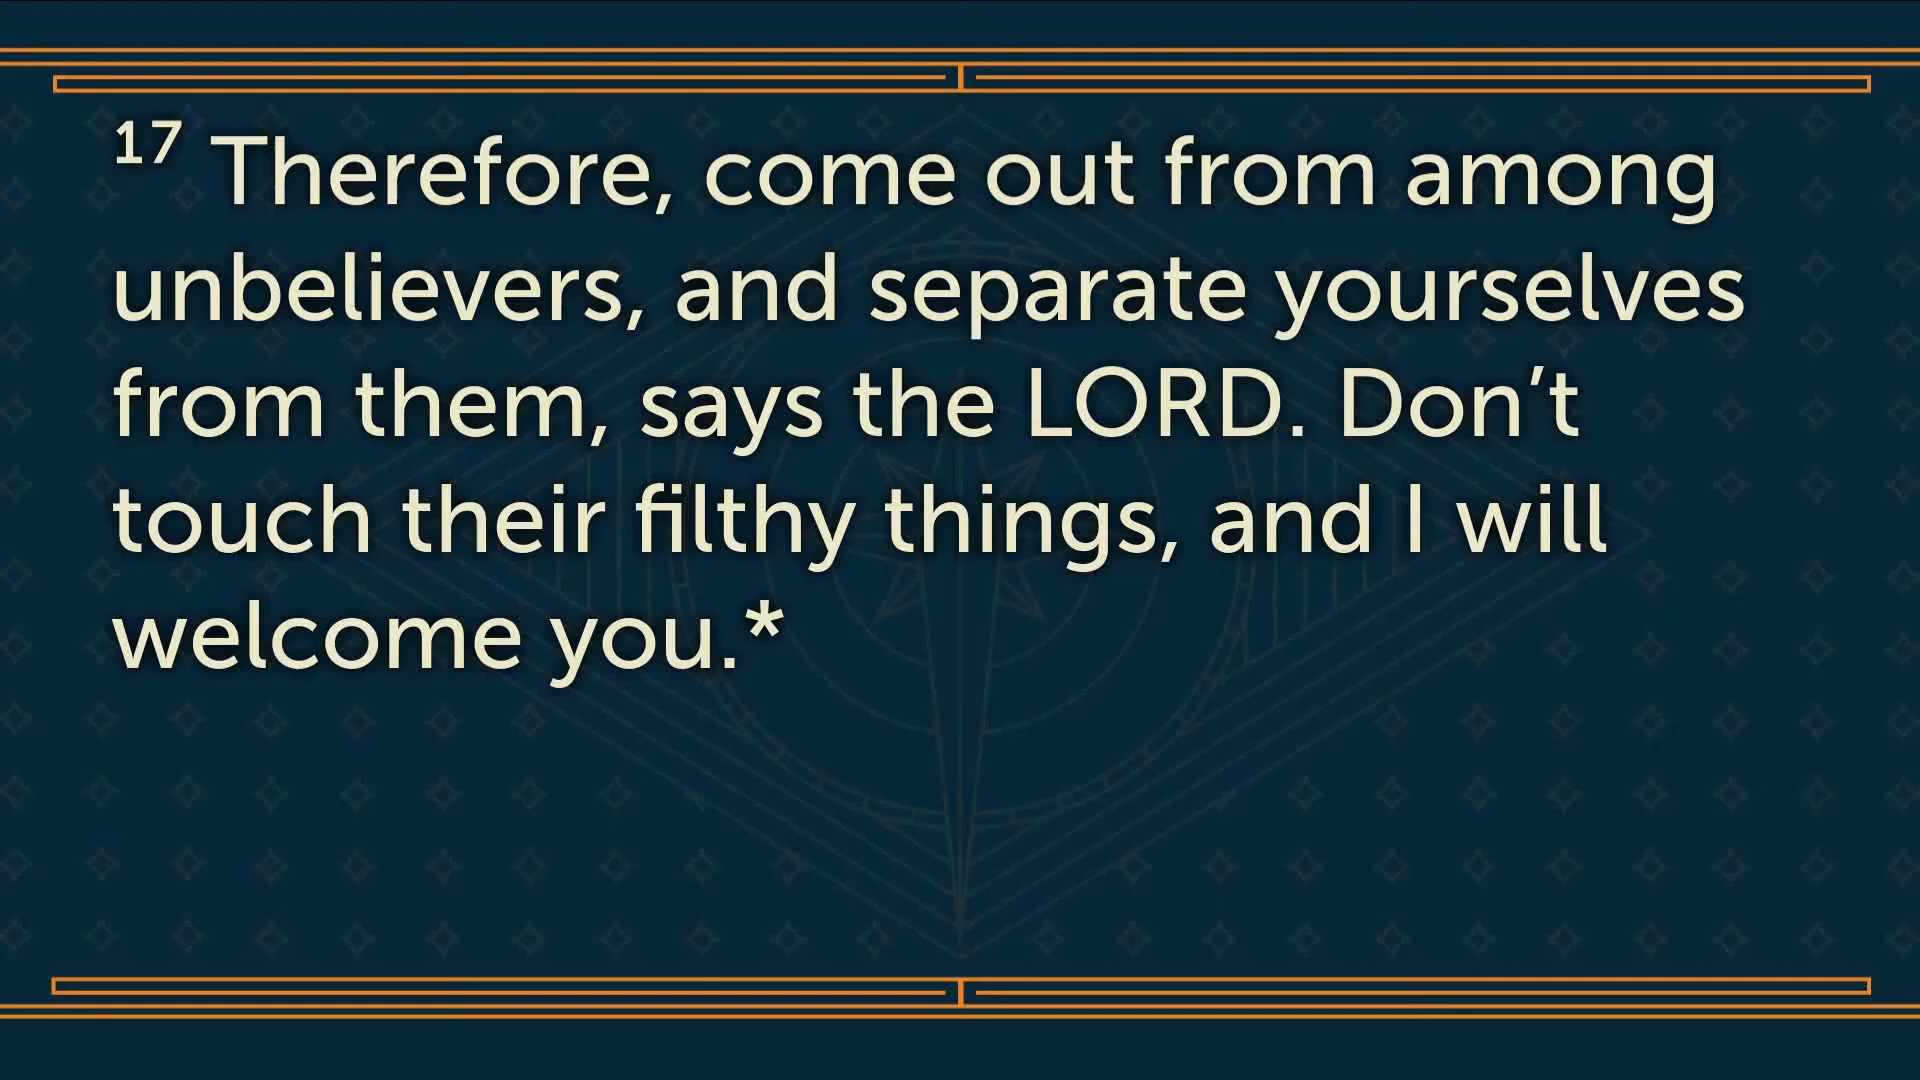 17 Therefore, come out from among
unbelievers, and separate yourselves
from them, says the LORD. Don’t
touch their filthy things, and I will
welcome you.*